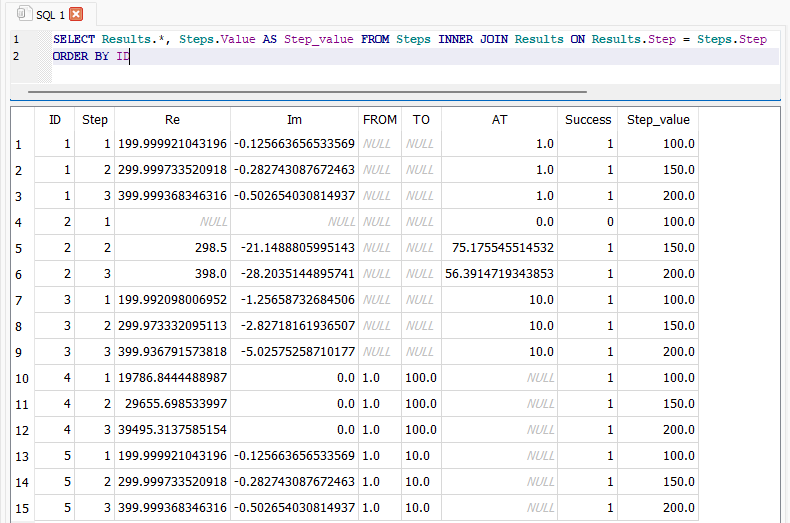 SQL 1
1 SELECT Results.*, Steps.Value AS Step_value FROM Steps INNER JOIN Results ON Results.Step = Steps.Step
2 ORDER BY ID
ID Step Re Im FROM TO AT Success Step_value
1 1 1 199.999921043196 -0.125663656533569 NULL NULL 1.0 1 100.0
2 1 2 299.999733520918 -0.282743087672463 NULL NULL 1.0 1 150.0
3 1 3 399.999368346316 -0.502654030814937 NULL NULL 1.0 1 200.0
4 2 1 NULL NULL NULL NULL 0.0 0 100.0
5 2 2 298.5 -21.1488805995143 NULL NULL 75.175545514532 1 150.0
6 2 3 398.0 -28.2035144895741 NULL NULL 56.3914719343853 1 200.0
7 3 1 199.992098006952 -1.25658732684506 NULL NULL 10.0 1 100.0
8 3 2 299.973332095113 -2.82718161936507 NULL NULL 10.0 1 150.0
9 3 3 399.936791573818 -5.02575258710177 NULL NULL 10.0 1 200.0
10 4 1 19786.8444488987 0.0 1.0 100.0 NULL 1 100.0
11 4 2 29655.698533997 0.0 1.0 100.0 NULL 1 150.0
12 4 3 39495.3137585154 0.0 1.0 100.0 NULL 1 200.0
13 5 1 199.999921043196 -0.125663656533569 1.0 10.0 NULL 1 100.0
14 5 2 299.999733520918 -0.282743087672463 1.0 10.0 NULL 1 150.0
15 5 3 399.999368346316 -0.502654030814937 1.0 10.0 NULL 1 200.0